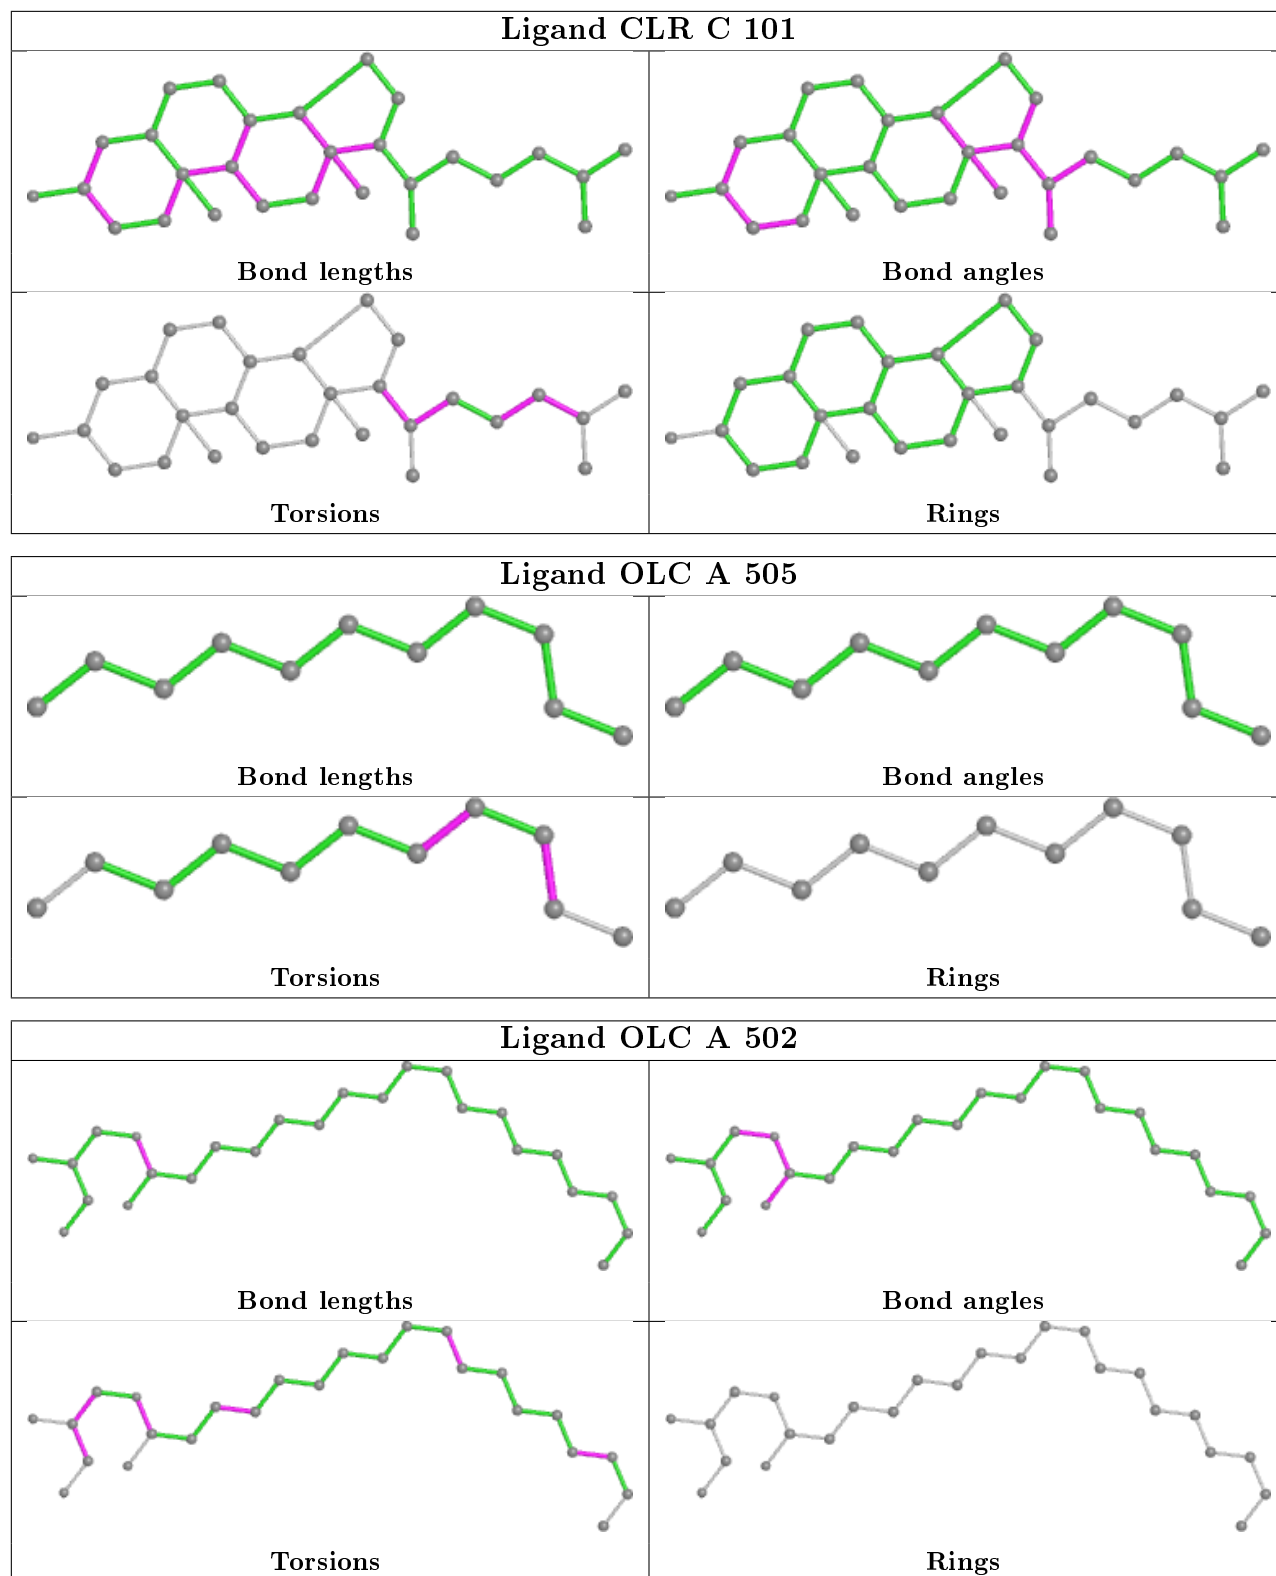 Ligand CLR C 101
Bond lengths
Bond angles
Torsions
Rings
Ligand OLC A 505
Bond lengths
Bond angles
Torsions
Rings
Ligand OLC A 502
Bond lengths
Bond angles
Torsions
Rings